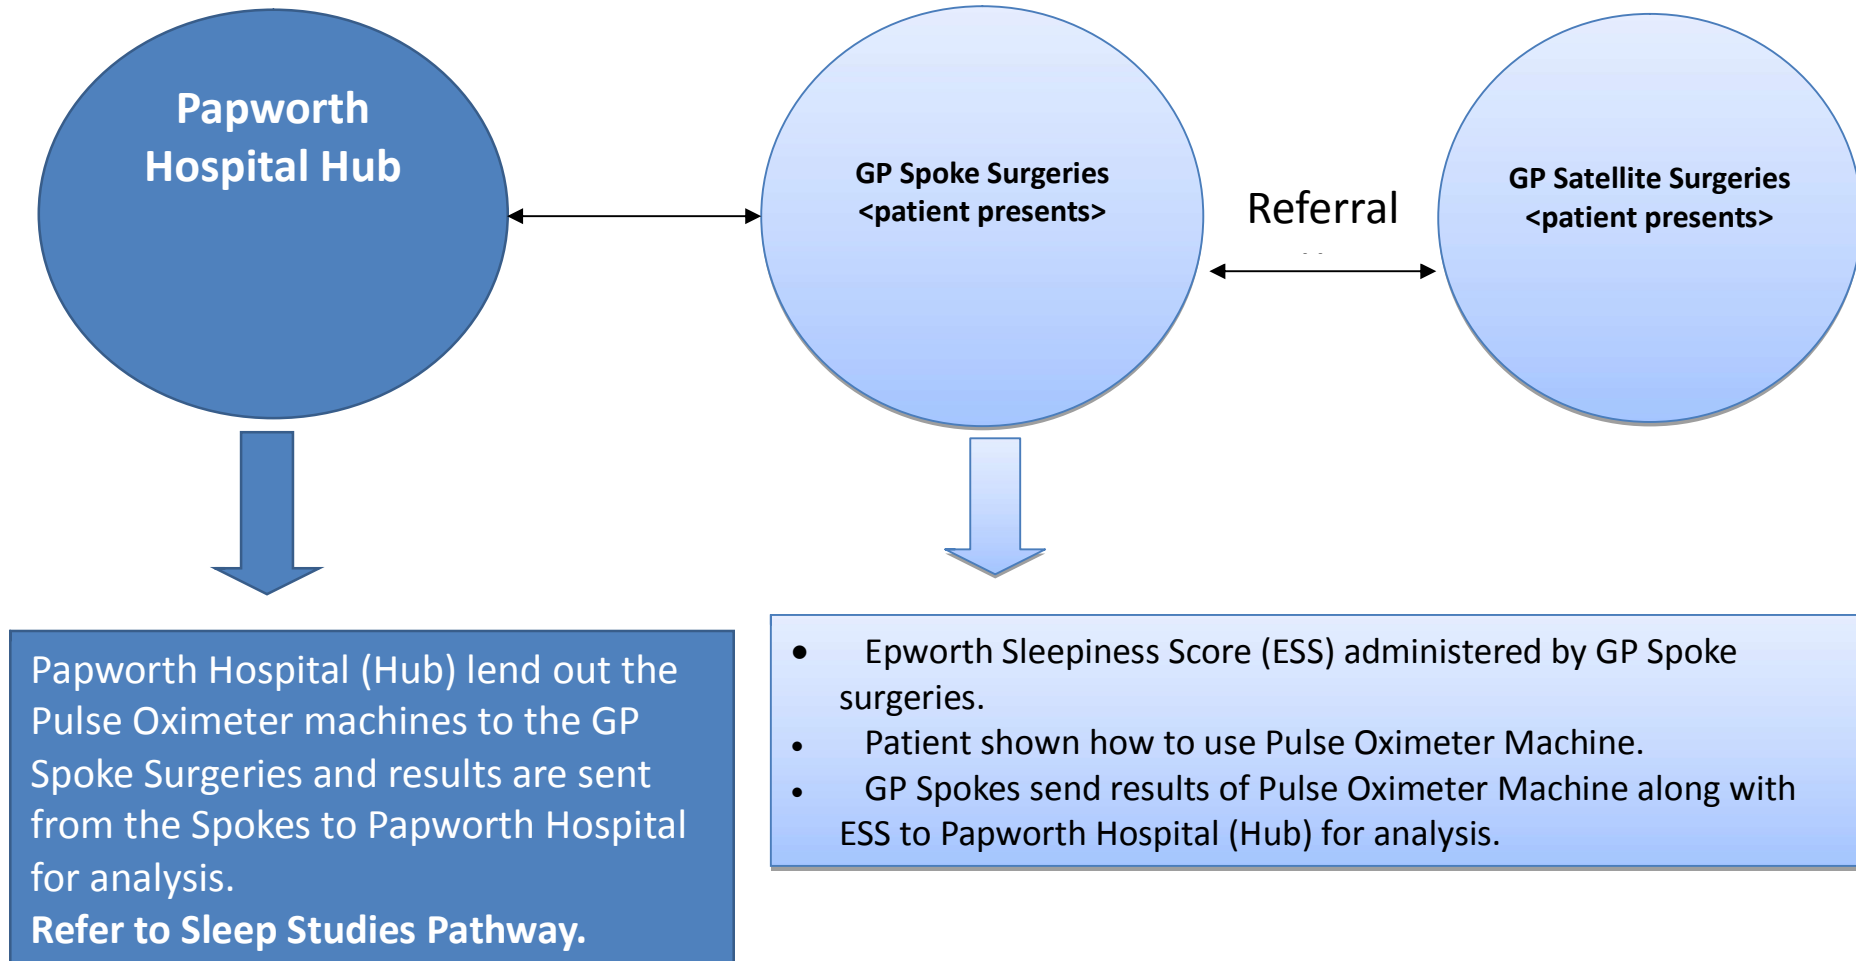 Papworth
Hospital Hub
GP Spoke Surgeries
<patient presents>
Referral
GP Satellite Surgeries
<patient presents>
Papworth Hospital (Hub) lend out the
Pulse Oximeter machines to the GP
Spoke Surgeries and results are sent
from the Spokes to Papworth Hospital
for analysis.
Refer to Sleep Studies Pathway.
• Epworth Sleepiness Score (ESS) administered by GP Spoke
surgeries.
• Patient shown how to use Pulse Oximeter Machine.
• GP Spokes send results of Pulse Oximeter Machine along with
ESS to Papworth Hospital (Hub) for analysis.